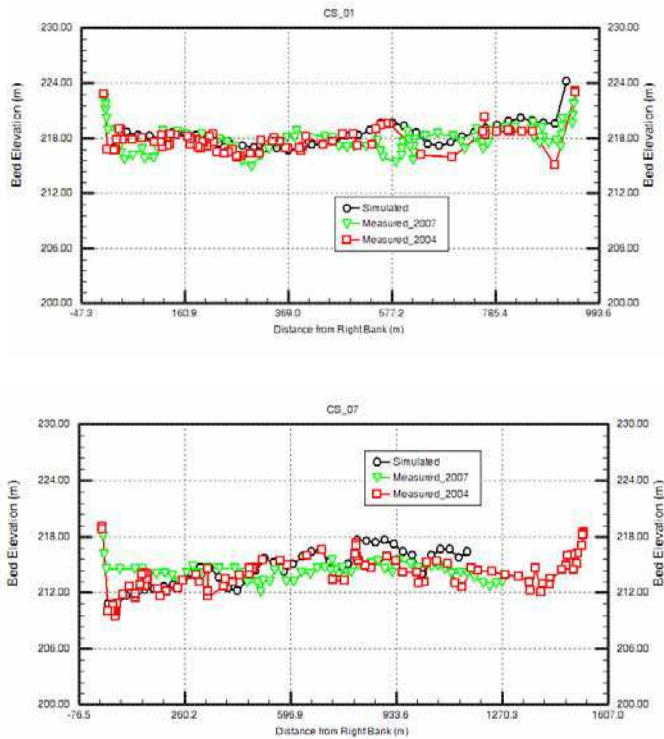 CS_01
230.00 230.00
224.00 224.00
218.00 218.00
212.00 212.00
206.00 206.00
200.00 200.00
Bed Elevation (m)
Bed Elevation (m)
Simulated
Measured_2007
Measured_2004
-47.3 160.9 369.0 577.2 785.4 993.6
Distance from Right Bank (m)
CS_07
230.00 230.00
224.00 224.00
218.00 218.00
212.00 212.00
206.00 206.00
200.00 200.00
Bed Elevation (m)
Bed Elevation (m)
Simulated
Measured_2007
Measured_2004
-76.5 260.2 596.9 933.6 1270.3 1607.0
Distance from Right Bank (m)